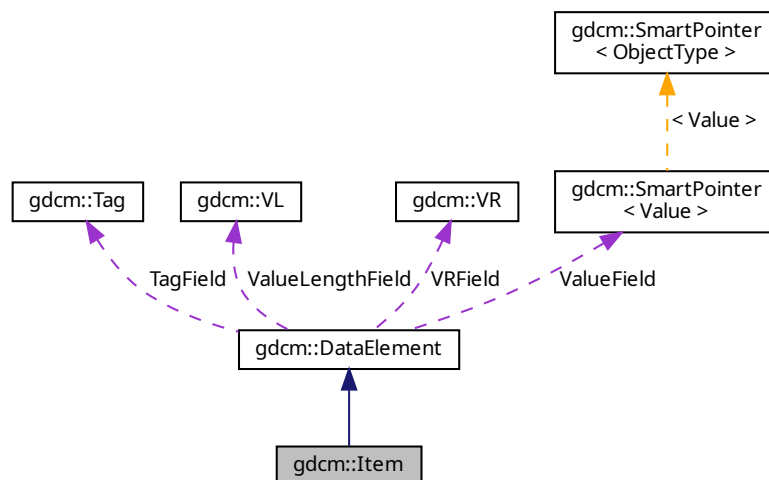 gdcm::SmartPointer
< ObjectType >
< Value >
gdcm::Tag
gdcm::VL
gdcm::VR
gdcm::SmartPointer
< Value >
TagField
ValueLengthField
VRField
ValueField
gdcm::DataElement
gdcm::Item